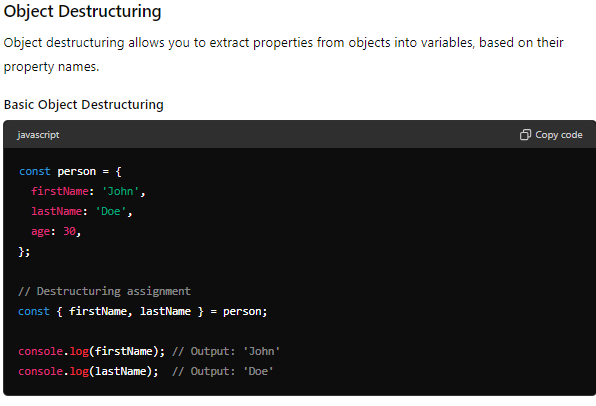 Object Destructuring
Object destructuring allows you to extract properties from objects into variables, based on their
property names.
Basic Object Destructuring
javascript Copy code
const person = {
  firstName: 'John',
  lastName: 'Doe',
  age: 30,
};
// Destructuring assignment
const { firstName, lastName } = person;
console.log(firstName); // Output: 'John'
console.log(lastName);  // Output: 'Doe'